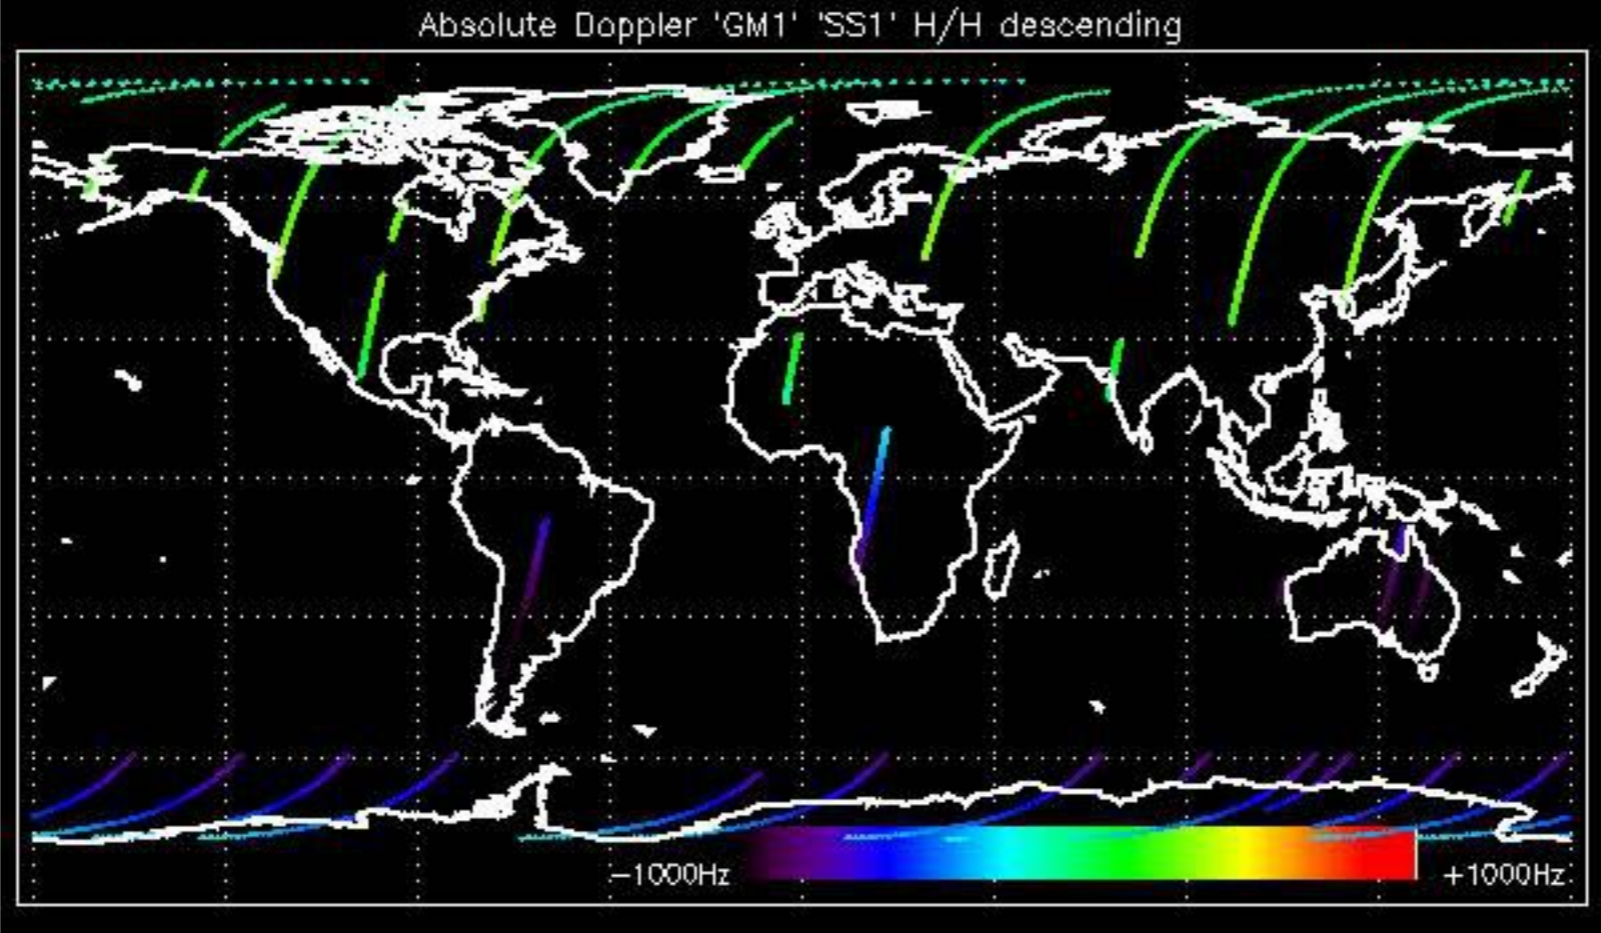 Absolute Doppler 'GM1' 'SS1' H/H descending
−1000Hz
+1000Hz